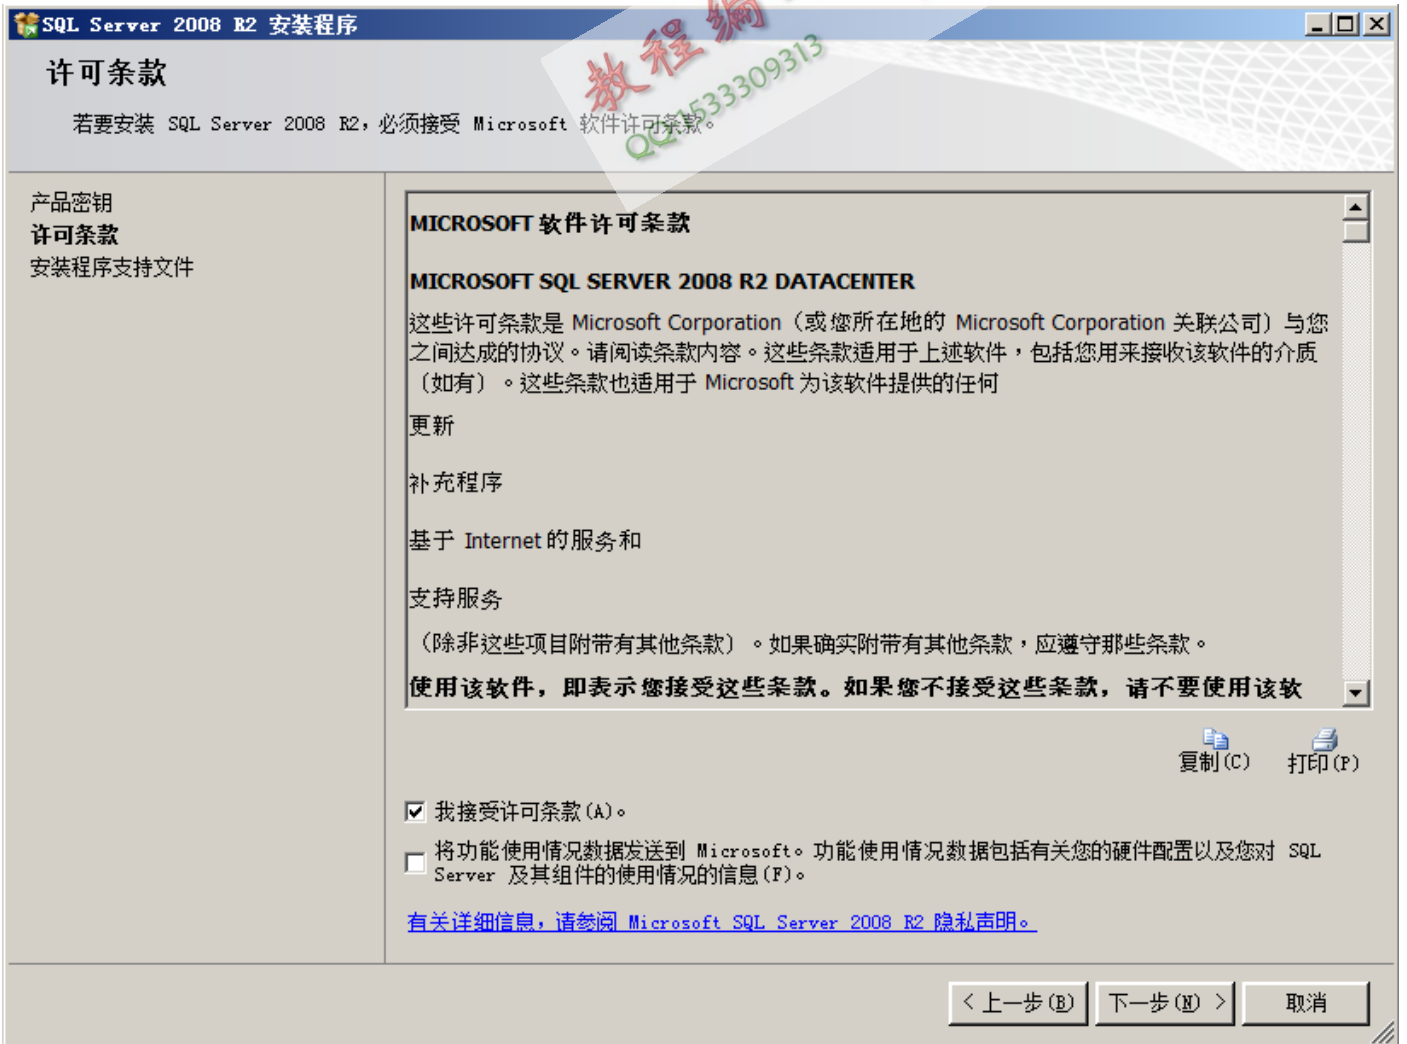 SQL Server 2008 R2 安装程序
教程编
QQ1533309313
许可条款
若要安装 SQL Server 2008 R2，必须接受 Microsoft 软件许可条款。
产品密钥
许可条款
安装程序支持文件
MICROSOFT 软件许可条款
MICROSOFT SQL SERVER 2008 R2 DATACENTER
这些许可条款是 Microsoft Corporation（或您所在地的 Microsoft Corporation 关联公司）与您
之间达成的协议。请阅读条款内容。这些条款适用于上述软件，包括您用来接收该软件的介质
（如有）。这些条款也适用于 Microsoft 为该软件提供的任何
更新
补充程序
基于 Internet 的服务和
支持服务
（除非这些项目附带有其他条款）。如果确实附带有其他条款，应遵守那些条款。
使用该软件，即表示您接受这些条款。如果您不接受这些条款，请不要使用该软
复制(C)
打印(P)
我接受许可条款(A)。
将功能使用情况数据发送到 Microsoft。功能使用情况数据包括有关您的硬件配置以及您对 SQL
Server 及其组件的使用情况的信息(F)。
有关详细信息，请参阅 Microsoft SQL Server 2008 R2 隐私声明。
< 上一步(B)
下一步(N) >
取消